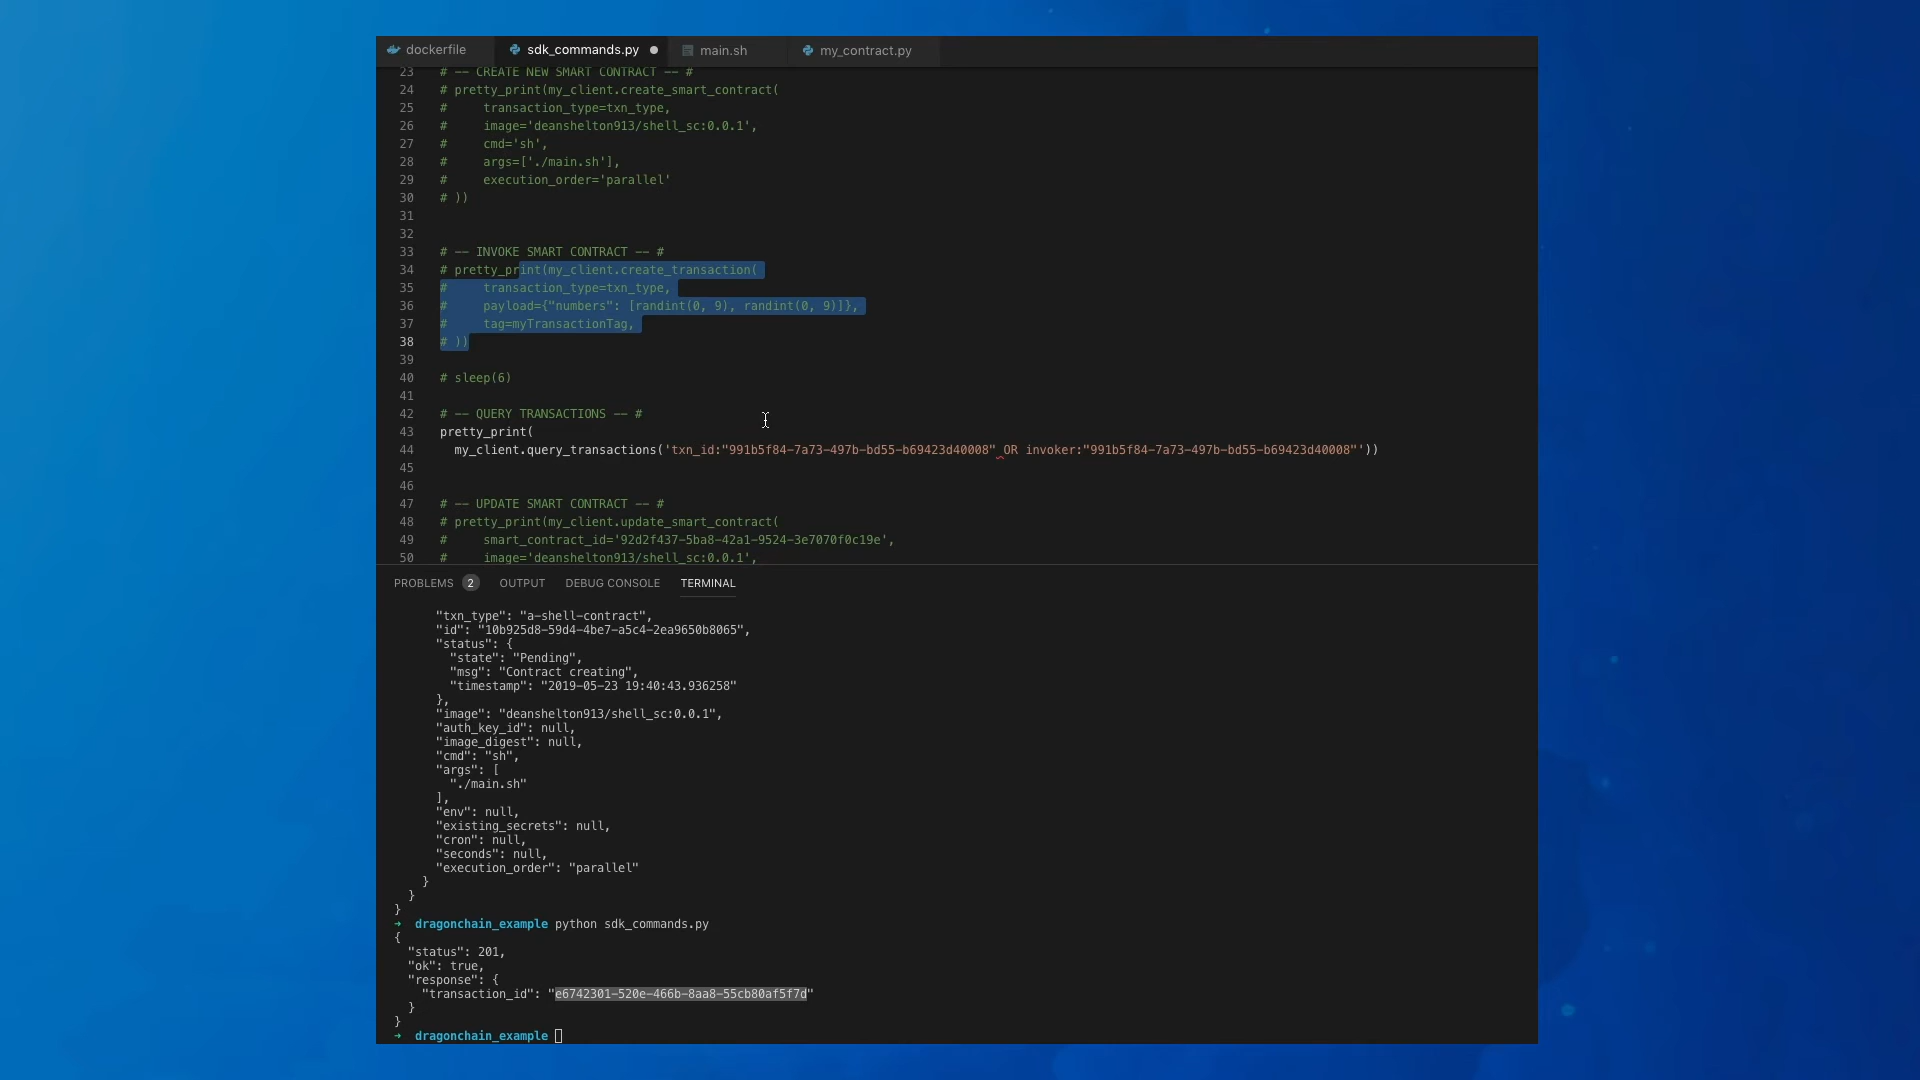 dockerfile sdk_commands.py main.sh my_contract.py
23 # -- CREATE NEW SMART CONTRACT -- #
24 # pretty_print(my_client.create_smart_contract(
25 #     transaction_type=txn_type,
26 #     image='deanshelton913/shell_sc:0.0.1',
27 #     cmd='sh',
28 #     args=['./main.sh'],
29 #     execution_order='parallel'
30 # ))
31
32
33 # -- INVOKE SMART CONTRACT -- #
34 # pretty_print(my_client.create_transaction(
35 #     transaction_type=txn_type,
36 #     payload={"numbers": [randint(0, 9), randint(0, 9)]},
37 #     tag=myTransactionTag,
38 # ))
39
40 # sleep(6)
41
42 # -- QUERY TRANSACTIONS -- #
43 pretty_print(
44   my_client.query_transactions('txn_id:"991b5f84-7a73-497b-bd55-b69423d40008" OR invoker:"991b5f84-7a73-497b-bd55-b69423d40008"'))
45
46
47 # -- UPDATE SMART CONTRACT -- #
48 # pretty_print(my_client.update_smart_contract(
49 #     smart_contract_id='92d2f437-5ba8-42a1-9524-3e7070f0c19e',
50 #     image='deanshelton913/shell_sc:0.0.1',
PROBLEMS 2 OUTPUT DEBUG CONSOLE TERMINAL
"txn_type": "a-shell-contract",
"id": "10b925d8-59d4-4be7-a5c4-2ea9650b8065",
"status": {
"state": "Pending",
"msg": "Contract creating",
"timestamp": "2019-05-23 19:40:43.936258"
},
"image": "deanshelton913/shell_sc:0.0.1",
"auth_key_id": null,
"image_digest": null,
"cmd": "sh",
"args": [
"./main.sh"
],
"env": null,
"existing_secrets": null,
"cron": null,
"seconds": null,
"execution_order": "parallel"
}
}
}
➜ dragonchain_example python sdk_commands.py
{
"status": 201,
"ok": true,
"response": {
"transaction_id": "e6742301-520e-466b-8aa8-55cb80af5f7d"
}
}
➜ dragonchain_example